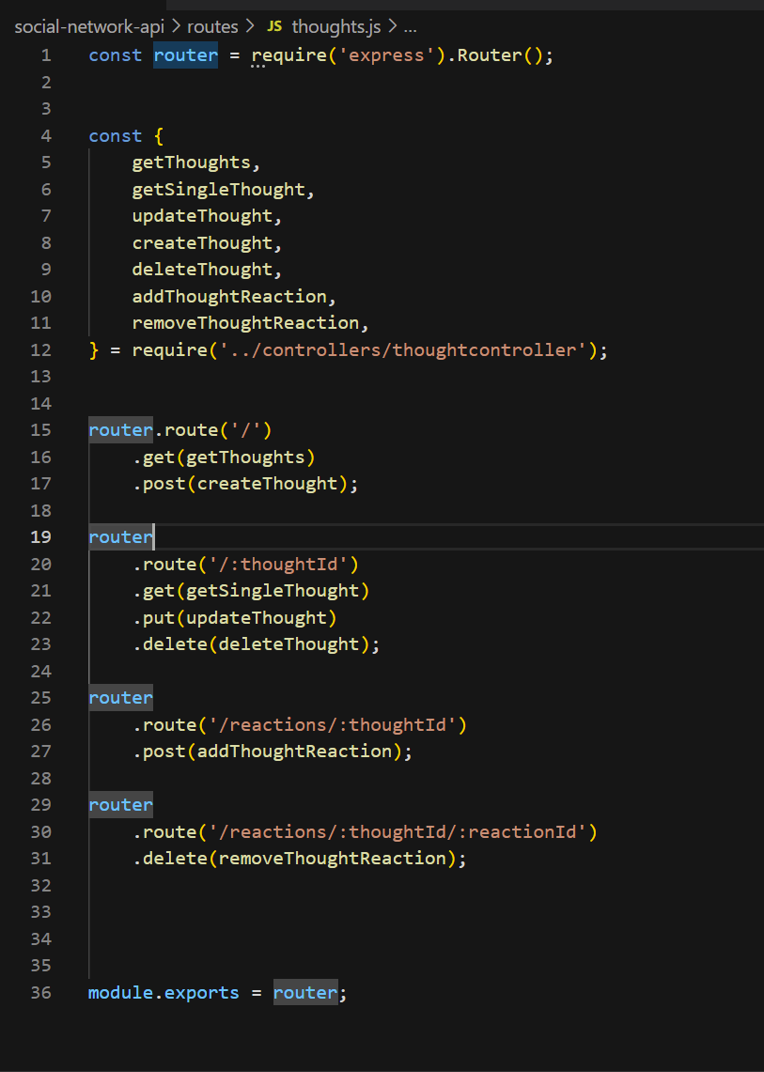 social-network-api > routes > JS thoughts.js > ...
1 const router = require('express').Router();
2
3
4 const {
5 getThoughts,
6 getSingleThought,
7 updateThought,
8 createThought,
9 deleteThought,
10 addThoughtReaction,
11 removeThoughtReaction,
12 } = require('../controllers/thoughtcontroller');
13
14
15 router.route('/')
16 .get(getThoughts)
17 .post(createThought);
18
19 router
20 .route('/:thoughtId')
21 .get(getSingleThought)
22 .put(updateThought)
23 .delete(deleteThought);
24
25 router
26 .route('/reactions/:thoughtId')
27 .post(addThoughtReaction);
28
29 router
30 .route('/reactions/:thoughtId/:reactionId')
31 .delete(removeThoughtReaction);
32
33
34
35
36 module.exports = router;